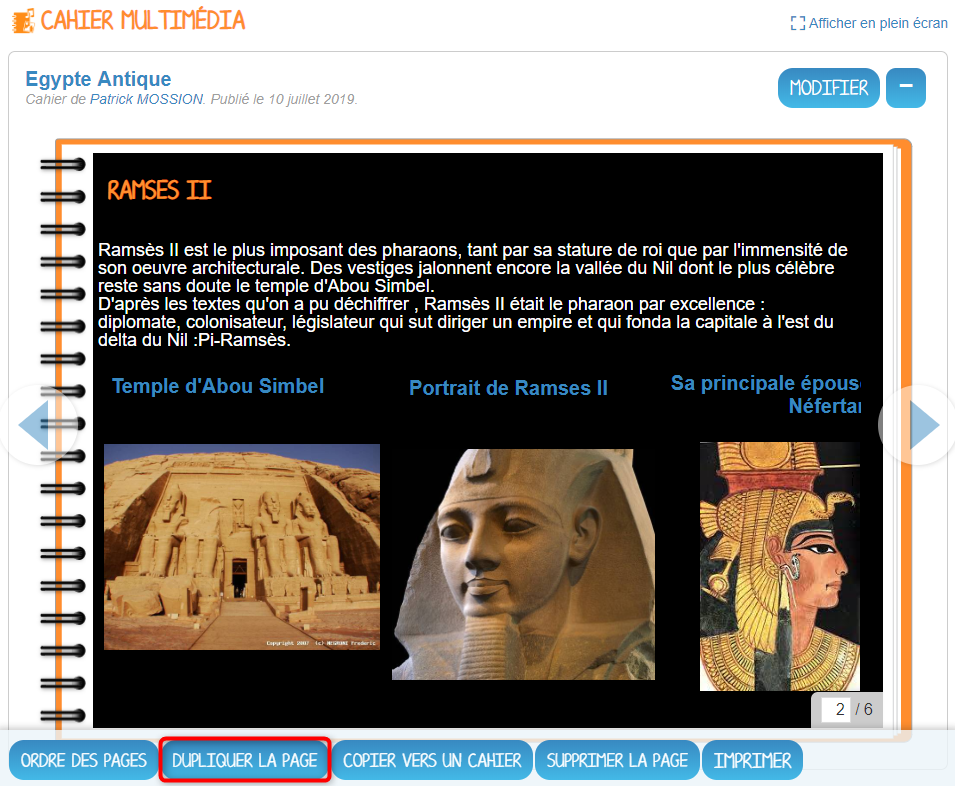 CAHIER MULTIMÉDIA
Afficher en plein écran
Egypte Antique
Cahier de Patrick MOSSION. Publié le 10 juillet 2019.
MODIFIER
–
RAMSES II
Ramsès II est le plus imposant des pharaons, tant par sa stature de roi que par l'immensité de
son oeuvre architecturale. Des vestiges jalonnent encore la vallée du Nil dont le plus célèbre
reste sans doute le temple d'Abou Simbel.
D'après les textes qu'on a pu déchiffrer , Ramsès II était le pharaon par excellence :
diplomate, colonisateur, législateur qui sut diriger un empire et qui fonda la capitale à l'est du
delta du Nil :Pi-Ramsès.
Temple d'Abou Simbel
Portrait de Ramses II
Sa principale épous
Néfertar
Copyright 2007 (c)
2 / 6
ORDRE DES PAGES
DUPLIQUER LA PAGE
COPIER VERS UN CAHIER
SUPPRIMER LA PAGE
IMPRIMER